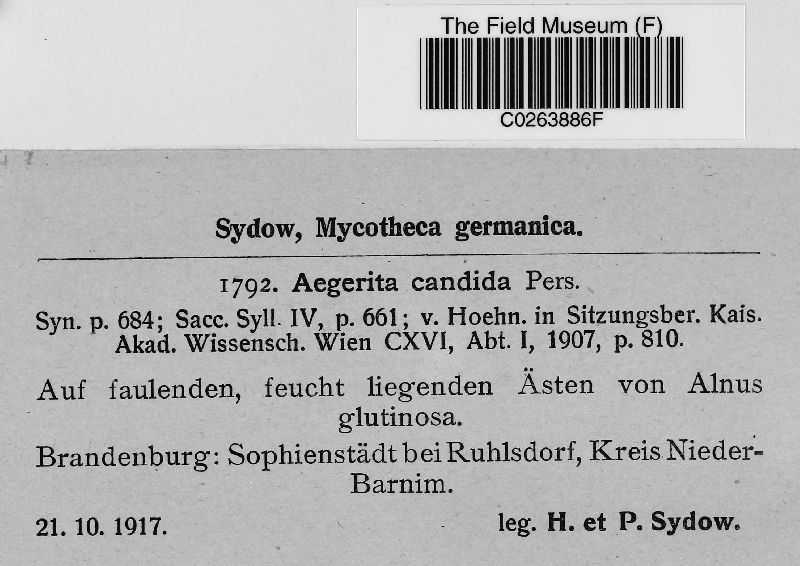 The Field Museum (F)
C0263886F
Sydow, Mycotheca germanica.
1792. Aegerita candida Pers.
Syn. p. 684; Sacc. Syll. IV, p. 661; v. Hoehn. in Sitzungsber. Kais.
Akad. Wissensch. Wien CXVI, Abt. I, 1907, p. 810.
Auf faulenden, feucht liegenden Ästen von Alnus
glutinosa.
Brandenburg: Sophienstädt bei Ruhlsdorf, Kreis Nieder-
Barnim.
21. 10. 1917. leg. H. et P. Sydow.